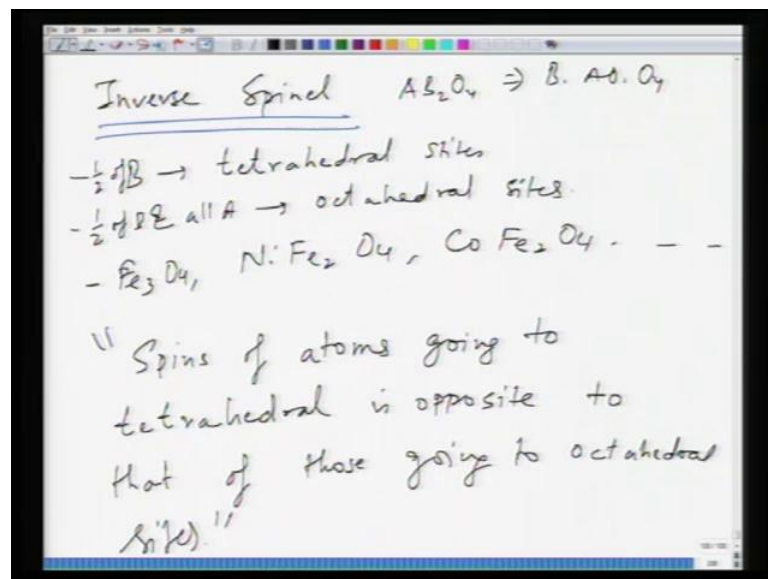 Inverse Spinel AB₂O₄ ⇒ B. AB. O₄
- ½ of B → tetrahedral sites
- ½ of B & all A → octahedral sites.
- Fe₃O₄, NiFe₂O₄, CoFe₂O₄. - -
"Spins of atoms going to
tetrahedral is opposite to
that of those going to octahedral
sites."